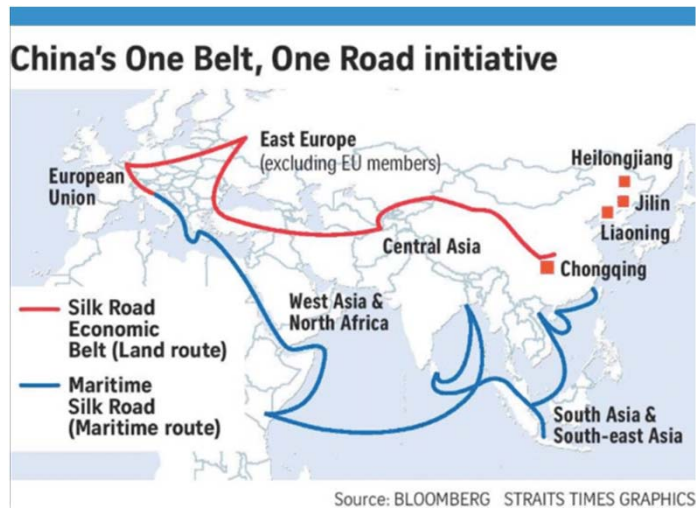 China's One Belt, One Road initiative
East Europe
(excluding EU members)
Heilongjiang
European
Union
Jilin
Liaoning
Central Asia
Chongqing
Silk Road
Economic
Belt (Land route)
West Asia &
North Africa
Maritime
Silk Road
(Maritime route)
South Asia &
South-east Asia
Source: BLOOMBERG STRAITS TIMES GRAPHICS